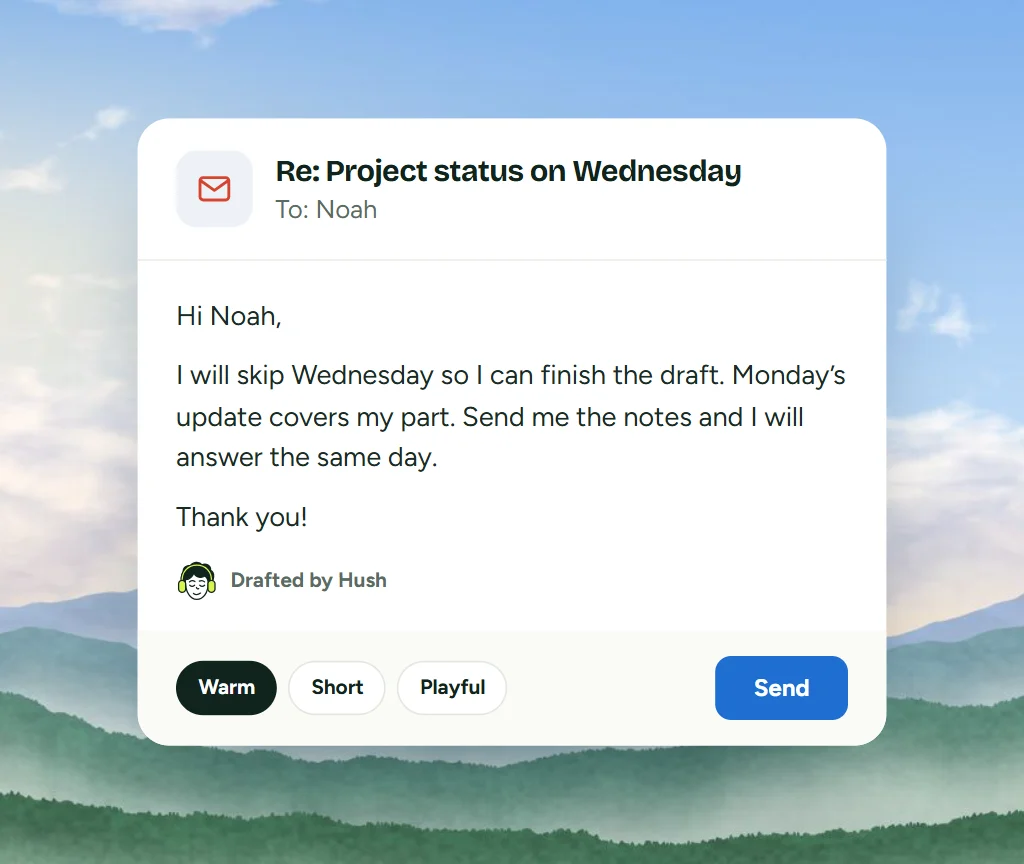 Re: Project status on Wednesday
To: Noah
Hi Noah,
I will skip Wednesday so I can finish the draft. Monday’s
update covers my part. Send me the notes and I will
answer the same day.
Thank you!
Drafted by Hush
Warm
Short
Playful
Send